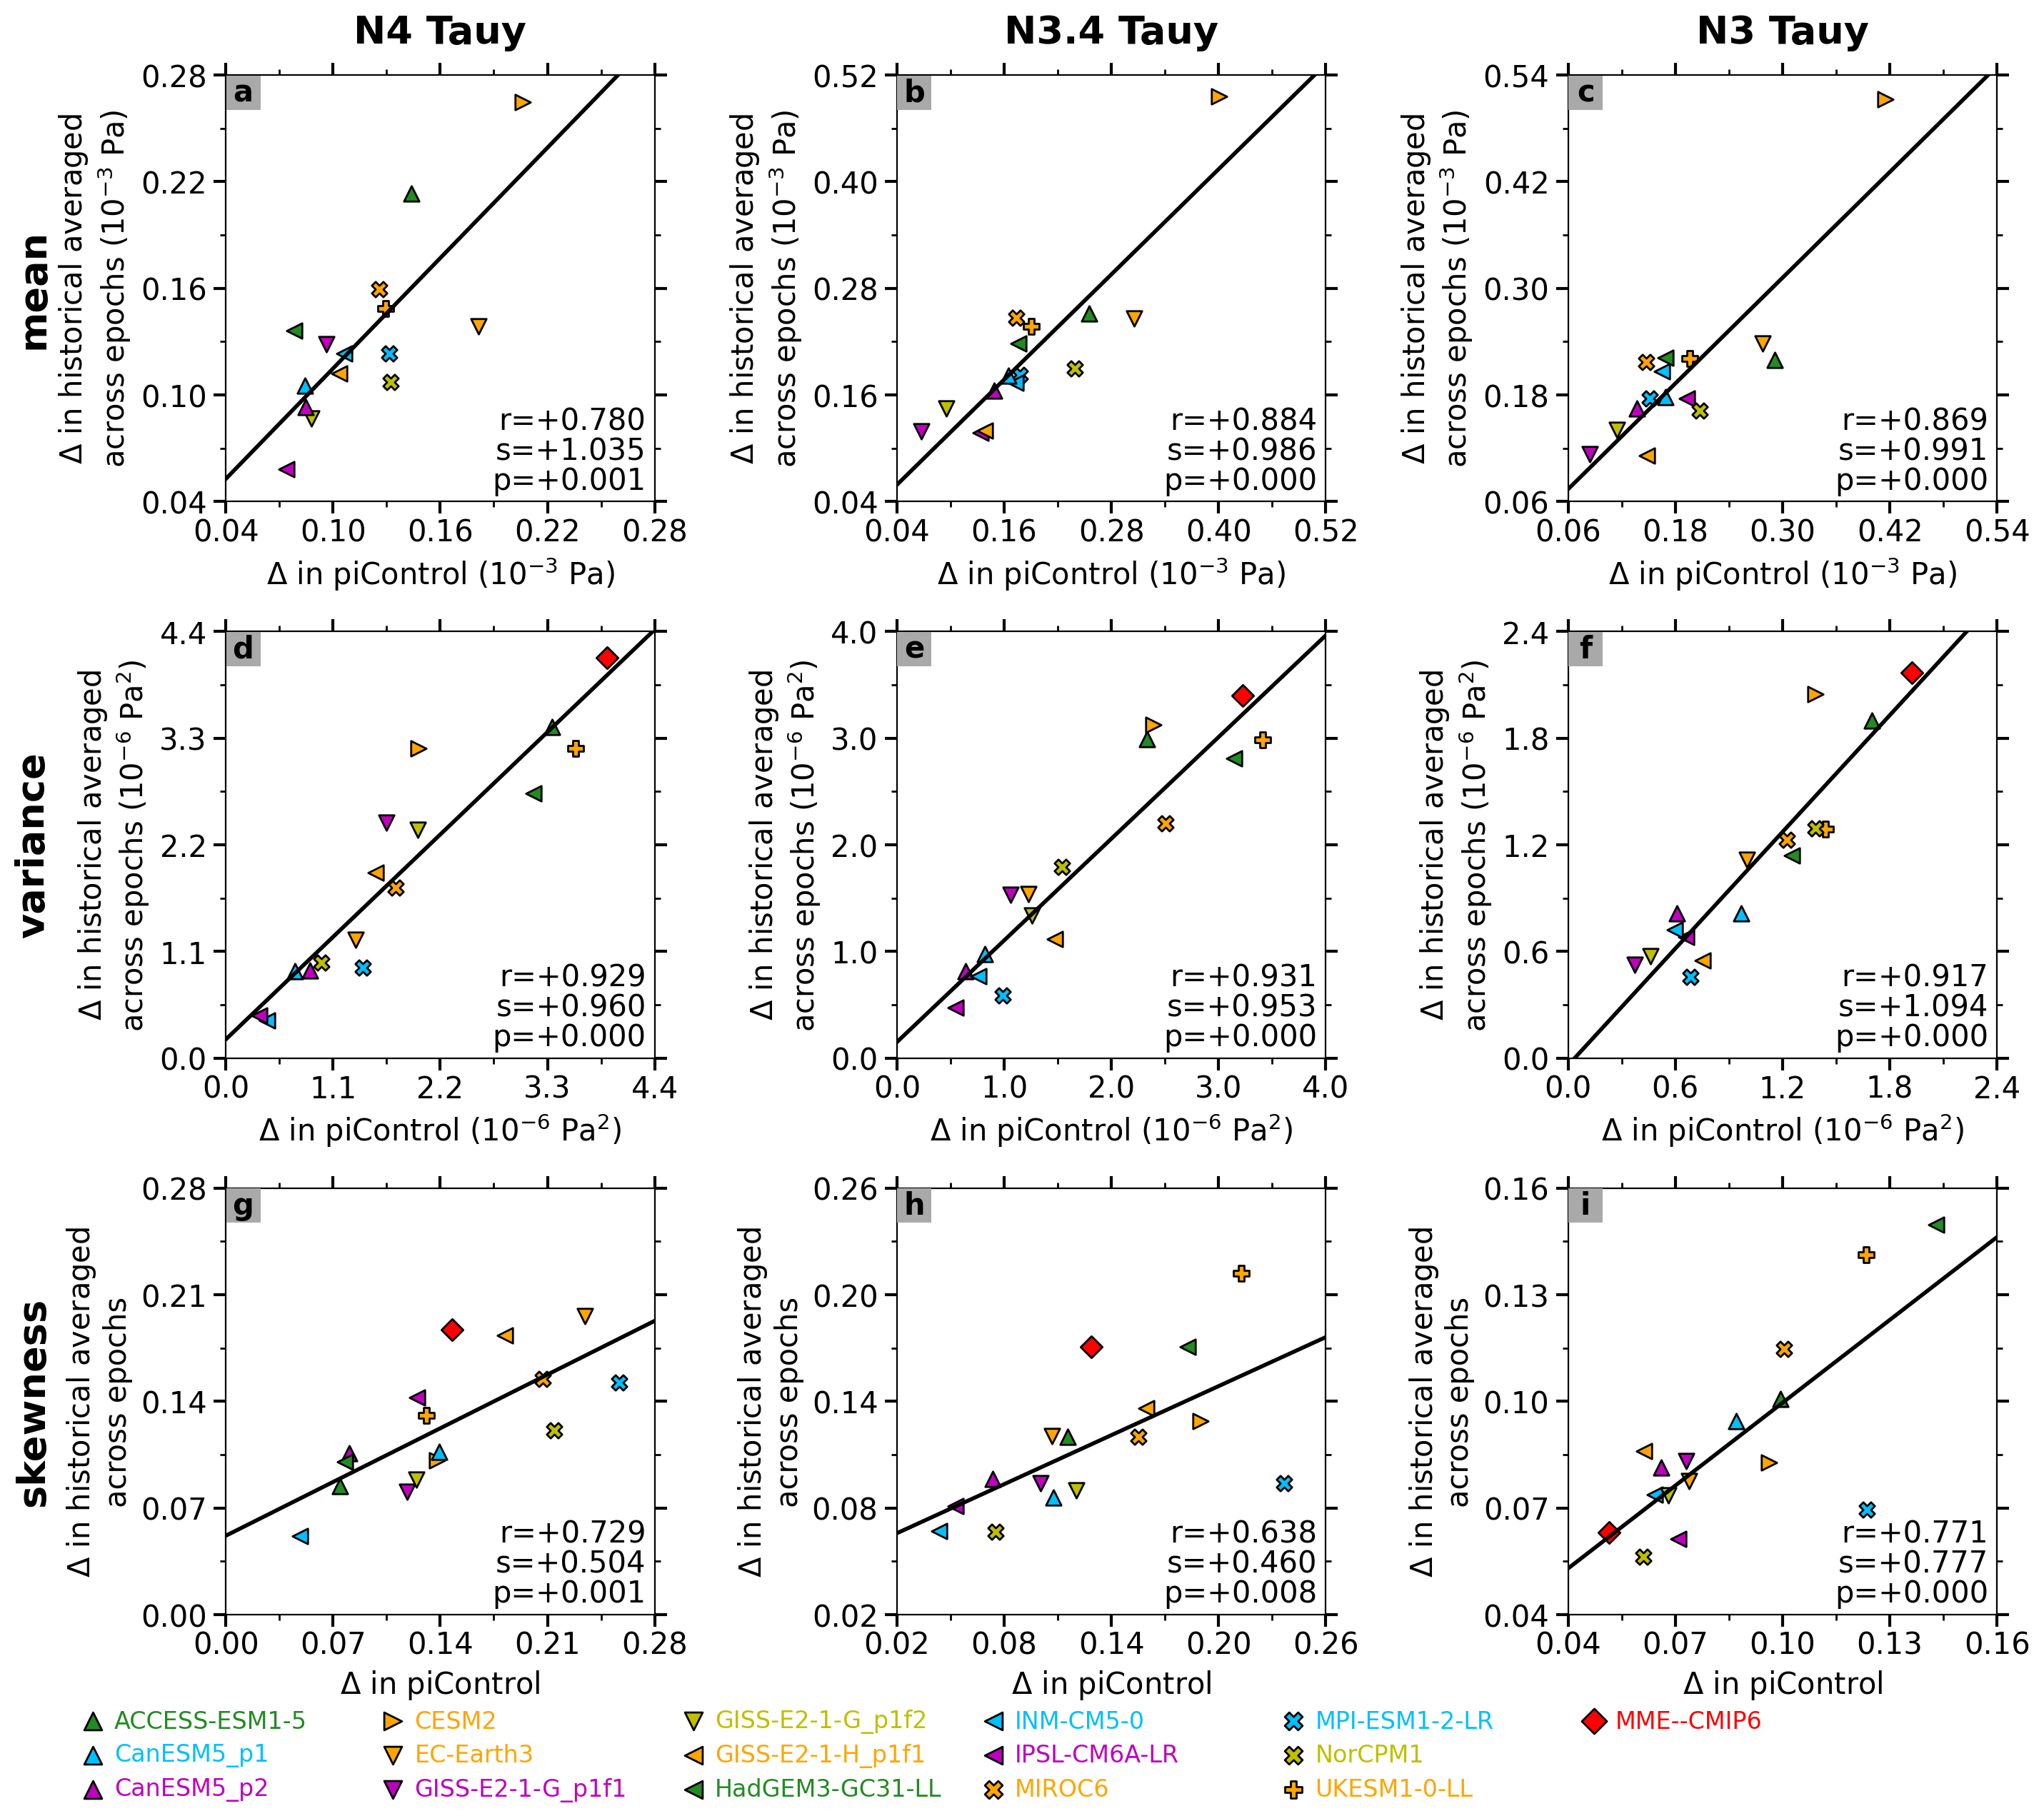 N4 Tauy
N3.4 Tauy
N3 Tauy
mean
Δ in historical averaged
across epochs (10⁻³ Pa)
0.28
0.22
0.16
0.10
0.04
a
r=+0.780
s=+1.035
p=+0.001
0.04 0.10 0.16 0.22 0.28
Δ in piControl (10⁻³ Pa)
Δ in historical averaged
across epochs (10⁻³ Pa)
0.52
0.40
0.28
0.16
0.04
b
r=+0.884
s=+0.986
p=+0.000
0.04 0.16 0.28 0.40 0.52
Δ in piControl (10⁻³ Pa)
Δ in historical averaged
across epochs (10⁻³ Pa)
0.54
0.42
0.30
0.18
0.06
c
r=+0.869
s=+0.991
p=+0.000
0.06 0.18 0.30 0.42 0.54
Δ in piControl (10⁻³ Pa)
variance
Δ in historical averaged
across epochs (10⁻⁶ Pa²)
4.4
3.3
2.2
1.1
0.0
d
r=+0.929
s=+0.960
p=+0.000
0.0 1.1 2.2 3.3 4.4
Δ in piControl (10⁻⁶ Pa²)
Δ in historical averaged
across epochs (10⁻⁶ Pa²)
4.0
3.0
2.0
1.0
0.0
e
r=+0.931
s=+0.953
p=+0.000
0.0 1.0 2.0 3.0 4.0
Δ in piControl (10⁻⁶ Pa²)
Δ in historical averaged
across epochs (10⁻⁶ Pa²)
2.4
1.8
1.2
0.6
0.0
f
r=+0.917
s=+1.094
p=+0.000
0.0 0.6 1.2 1.8 2.4
Δ in piControl (10⁻⁶ Pa²)
skewness
Δ in historical averaged
across epochs
0.28
0.21
0.14
0.07
0.00
g
r=+0.729
s=+0.504
p=+0.001
0.00 0.07 0.14 0.21 0.28
Δ in piControl
Δ in historical averaged
across epochs
0.26
0.20
0.14
0.08
0.02
h
r=+0.638
s=+0.460
p=+0.008
0.02 0.08 0.14 0.20 0.26
Δ in piControl
Δ in historical averaged
across epochs
0.16
0.13
0.10
0.07
0.04
i
r=+0.771
s=+0.777
p=+0.000
0.04 0.07 0.10 0.13 0.16
Δ in piControl
ACCESS-ESM1-5
CanESM5_p1
CanESM5_p2
CESM2
EC-Earth3
GISS-E2-1-G_p1f1
GISS-E2-1-G_p1f2
GISS-E2-1-H_p1f1
HadGEM3-GC31-LL
INM-CM5-0
IPSL-CM6A-LR
MIROC6
MPI-ESM1-2-LR
NorCPM1
UKESM1-0-LL
MME--CMIP6